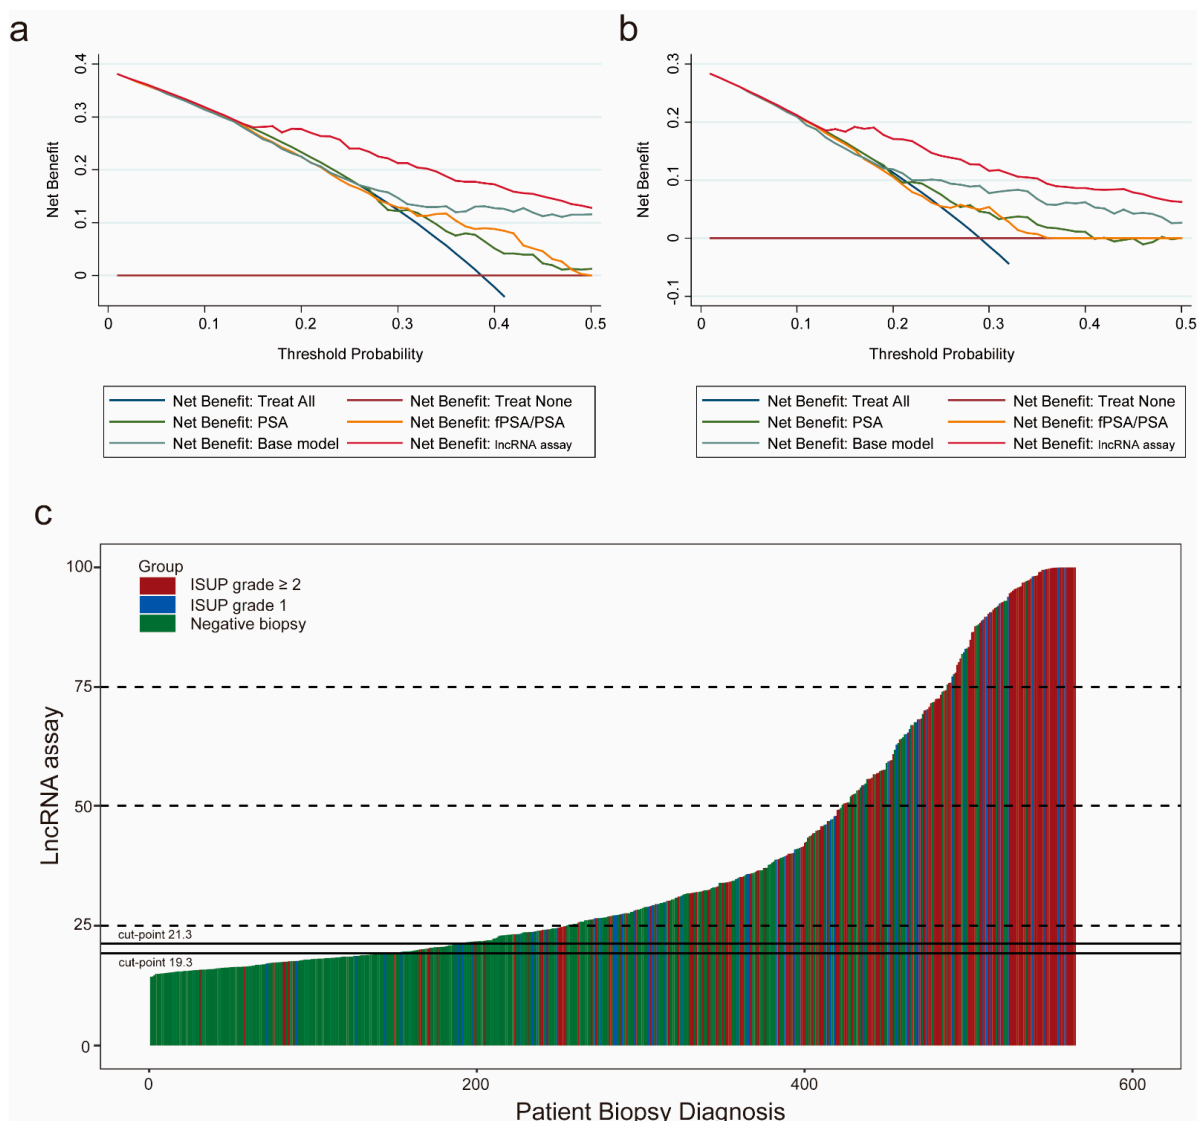 a
0.4
0.3
0.2
0.1
0
Net Benefit
0 0.1 0.2 0.3 0.4 0.5
Threshold Probability
Net Benefit: Treat All Net Benefit: Treat None
Net Benefit: PSA Net Benefit: fPSA/PSA
Net Benefit: Base model Net Benefit: lncRNA assay
b
0.3
0.2
0.1
0
-0.1
Net Benefit
0 0.1 0.2 0.3 0.4 0.5
Threshold Probability
Net Benefit: Treat All Net Benefit: Treat None
Net Benefit: PSA Net Benefit: fPSA/PSA
Net Benefit: Base model Net Benefit: lncRNA assay
c
Group
ISUP grade ≥ 2
ISUP grade 1
Negative biopsy
100
75
50
25
0
LncRNA assay
cut-point 21.3
cut-point 19.3
0 200 400 600
Patient Biopsy Diagnosis